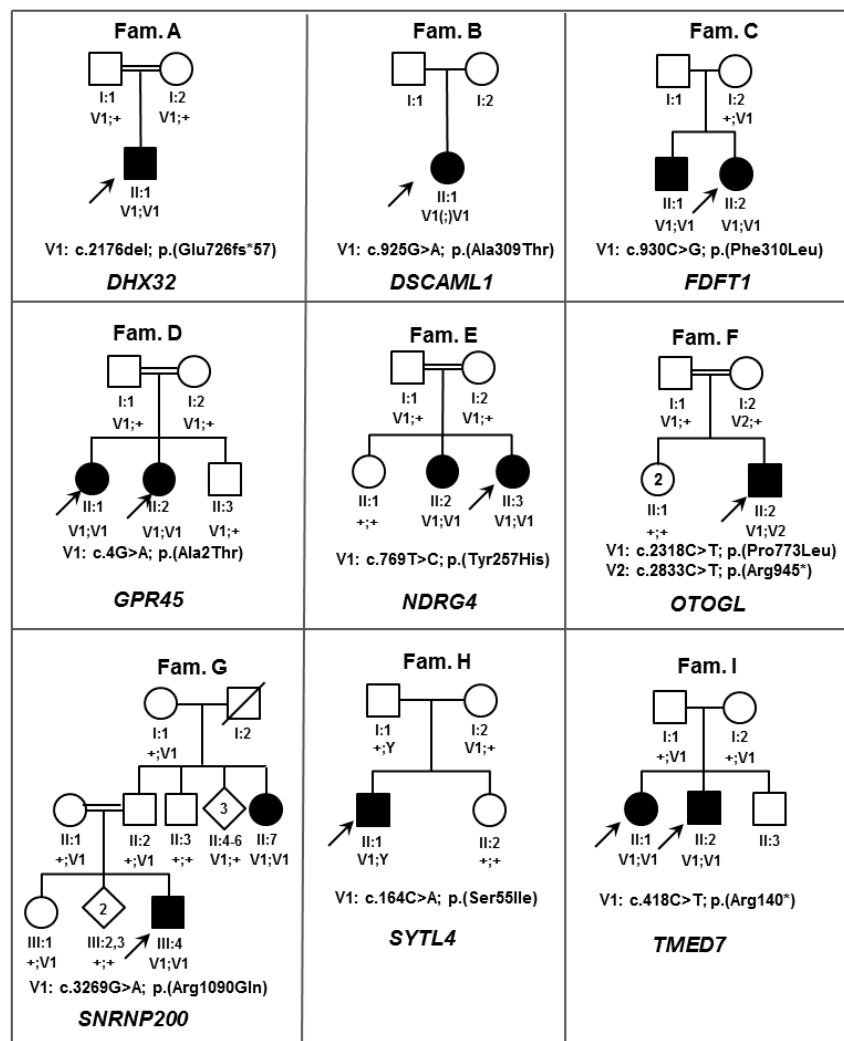 Fam. A
I:1
I:2
V1;+
V1;+
II:1
V1;V1
V1: c.2176del; p.(Glu726fs*57)
DHX32
Fam. B
I:1
I:2
II:1
V1(;)V1
V1: c.925G>A; p.(Ala309Thr)
DSCAML1
Fam. C
I:1
I:2
+;V1
II:1
II:2
V1;V1
V1;V1
V1: c.930C>G; p.(Phe310Leu)
FDFT1
Fam. D
I:1
I:2
V1;+
V1;+
II:1
II:2
II:3
V1;V1
V1;V1
V1;+
V1: c.4G>A; p.(Ala2Thr)
GPR45
Fam. E
I:1
I:2
V1;+
V1;+
II:1
II:2
II:3
+;+
V1;V1
V1;V1
V1: c.769T>C; p.(Tyr257His)
NDRG4
Fam. F
I:1
I:2
V1;+
V2;+
2
II:1
II:2
+;+
V1;V2
V1: c.2318C>T; p.(Pro773Leu)
V2: c.2833C>T; p.(Arg945*)
OTOGL
Fam. G
I:1
I:2
+;V1
3
II:1
II:2
II:3
II:4-6
II:7
+;V1
+;V1
+;+
V1;+
V1;V1
2
III:1
III:2,3
III:4
+;V1
+;+
V1;V1
V1: c.3269G>A; p.(Arg1090Gln)
SNRNP200
Fam. H
I:1
I:2
+;Y
V1;+
II:1
II:2
V1;Y
+;+
V1: c.164C>A; p.(Ser55Ile)
SYTL4
Fam. I
I:1
I:2
+;V1
+;V1
II:1
II:2
II:3
V1;V1
V1;V1
V1: c.418C>T; p.(Arg140*)
TMED7